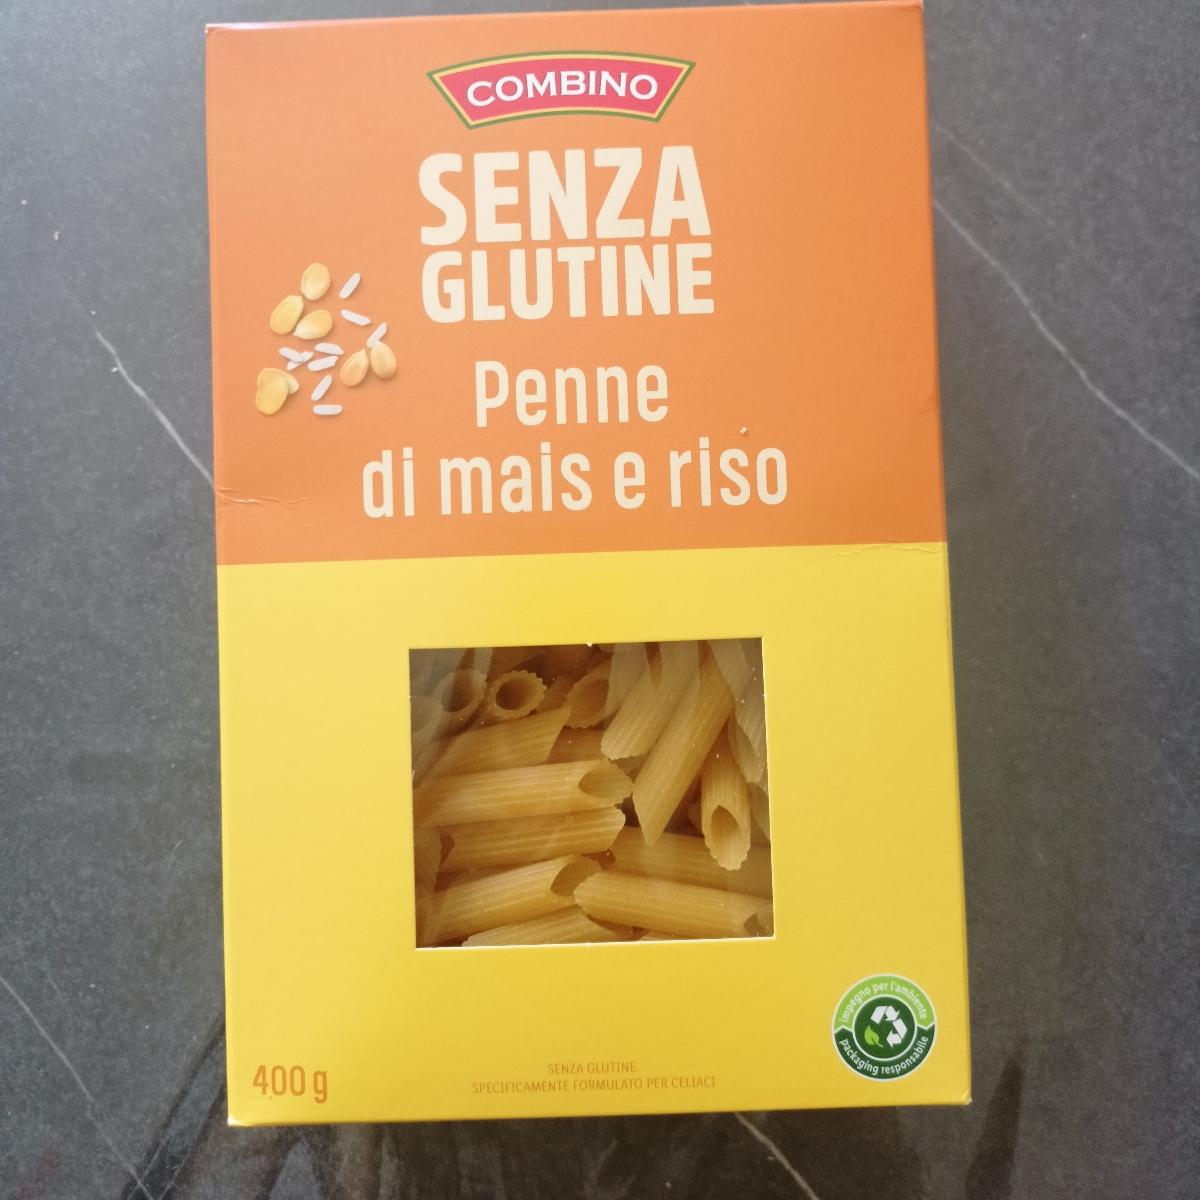 COMBINO
SENZA
GLUTINE
Penne
di mais e riso
impegno per l'ambiente
packaging responsabile
400 g
SENZA GLUTINE.
SPECIFICAMENTE FORMULATO PER CELIACI